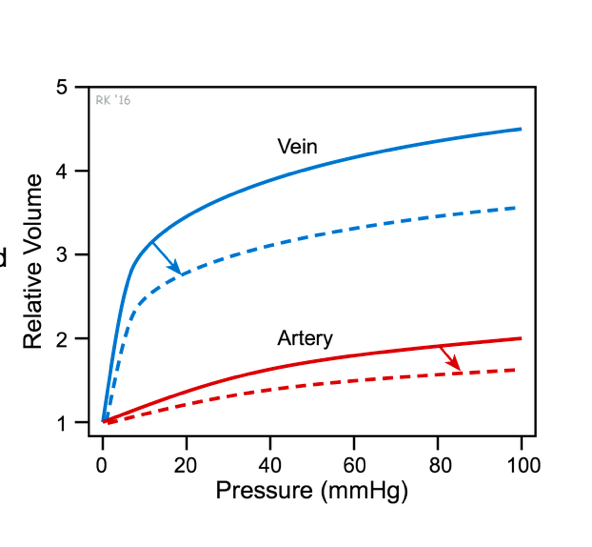 5
RK '16
Vein
4
d
3
Relative Volume
Artery
2
1
0 20 40 60 80 100
Pressure (mmHg)